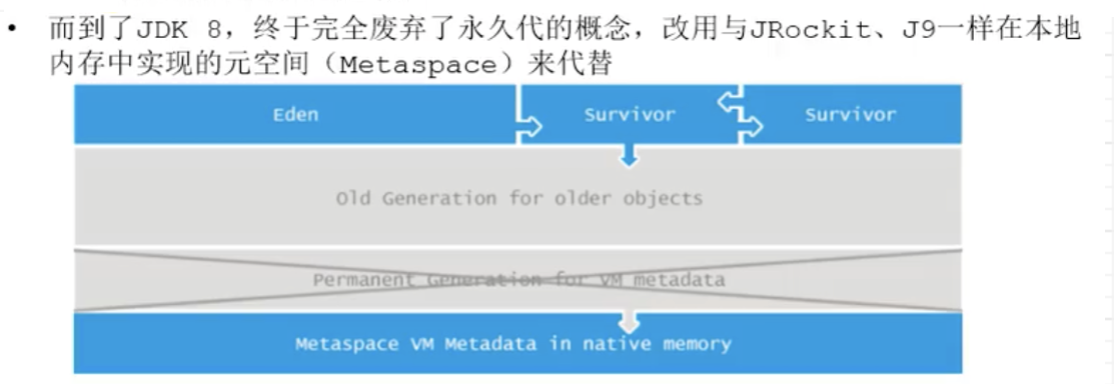 • 而到了JDK 8，终于完全废弃了永久代的概念，改用与JRockit、J9一样在本地
内存中实现的元空间（Metaspace）来代替
Eden Survivor Survivor
Old Generation for older objects
Permanent Generation for VM metadata
Metaspace VM Metadata in native memory